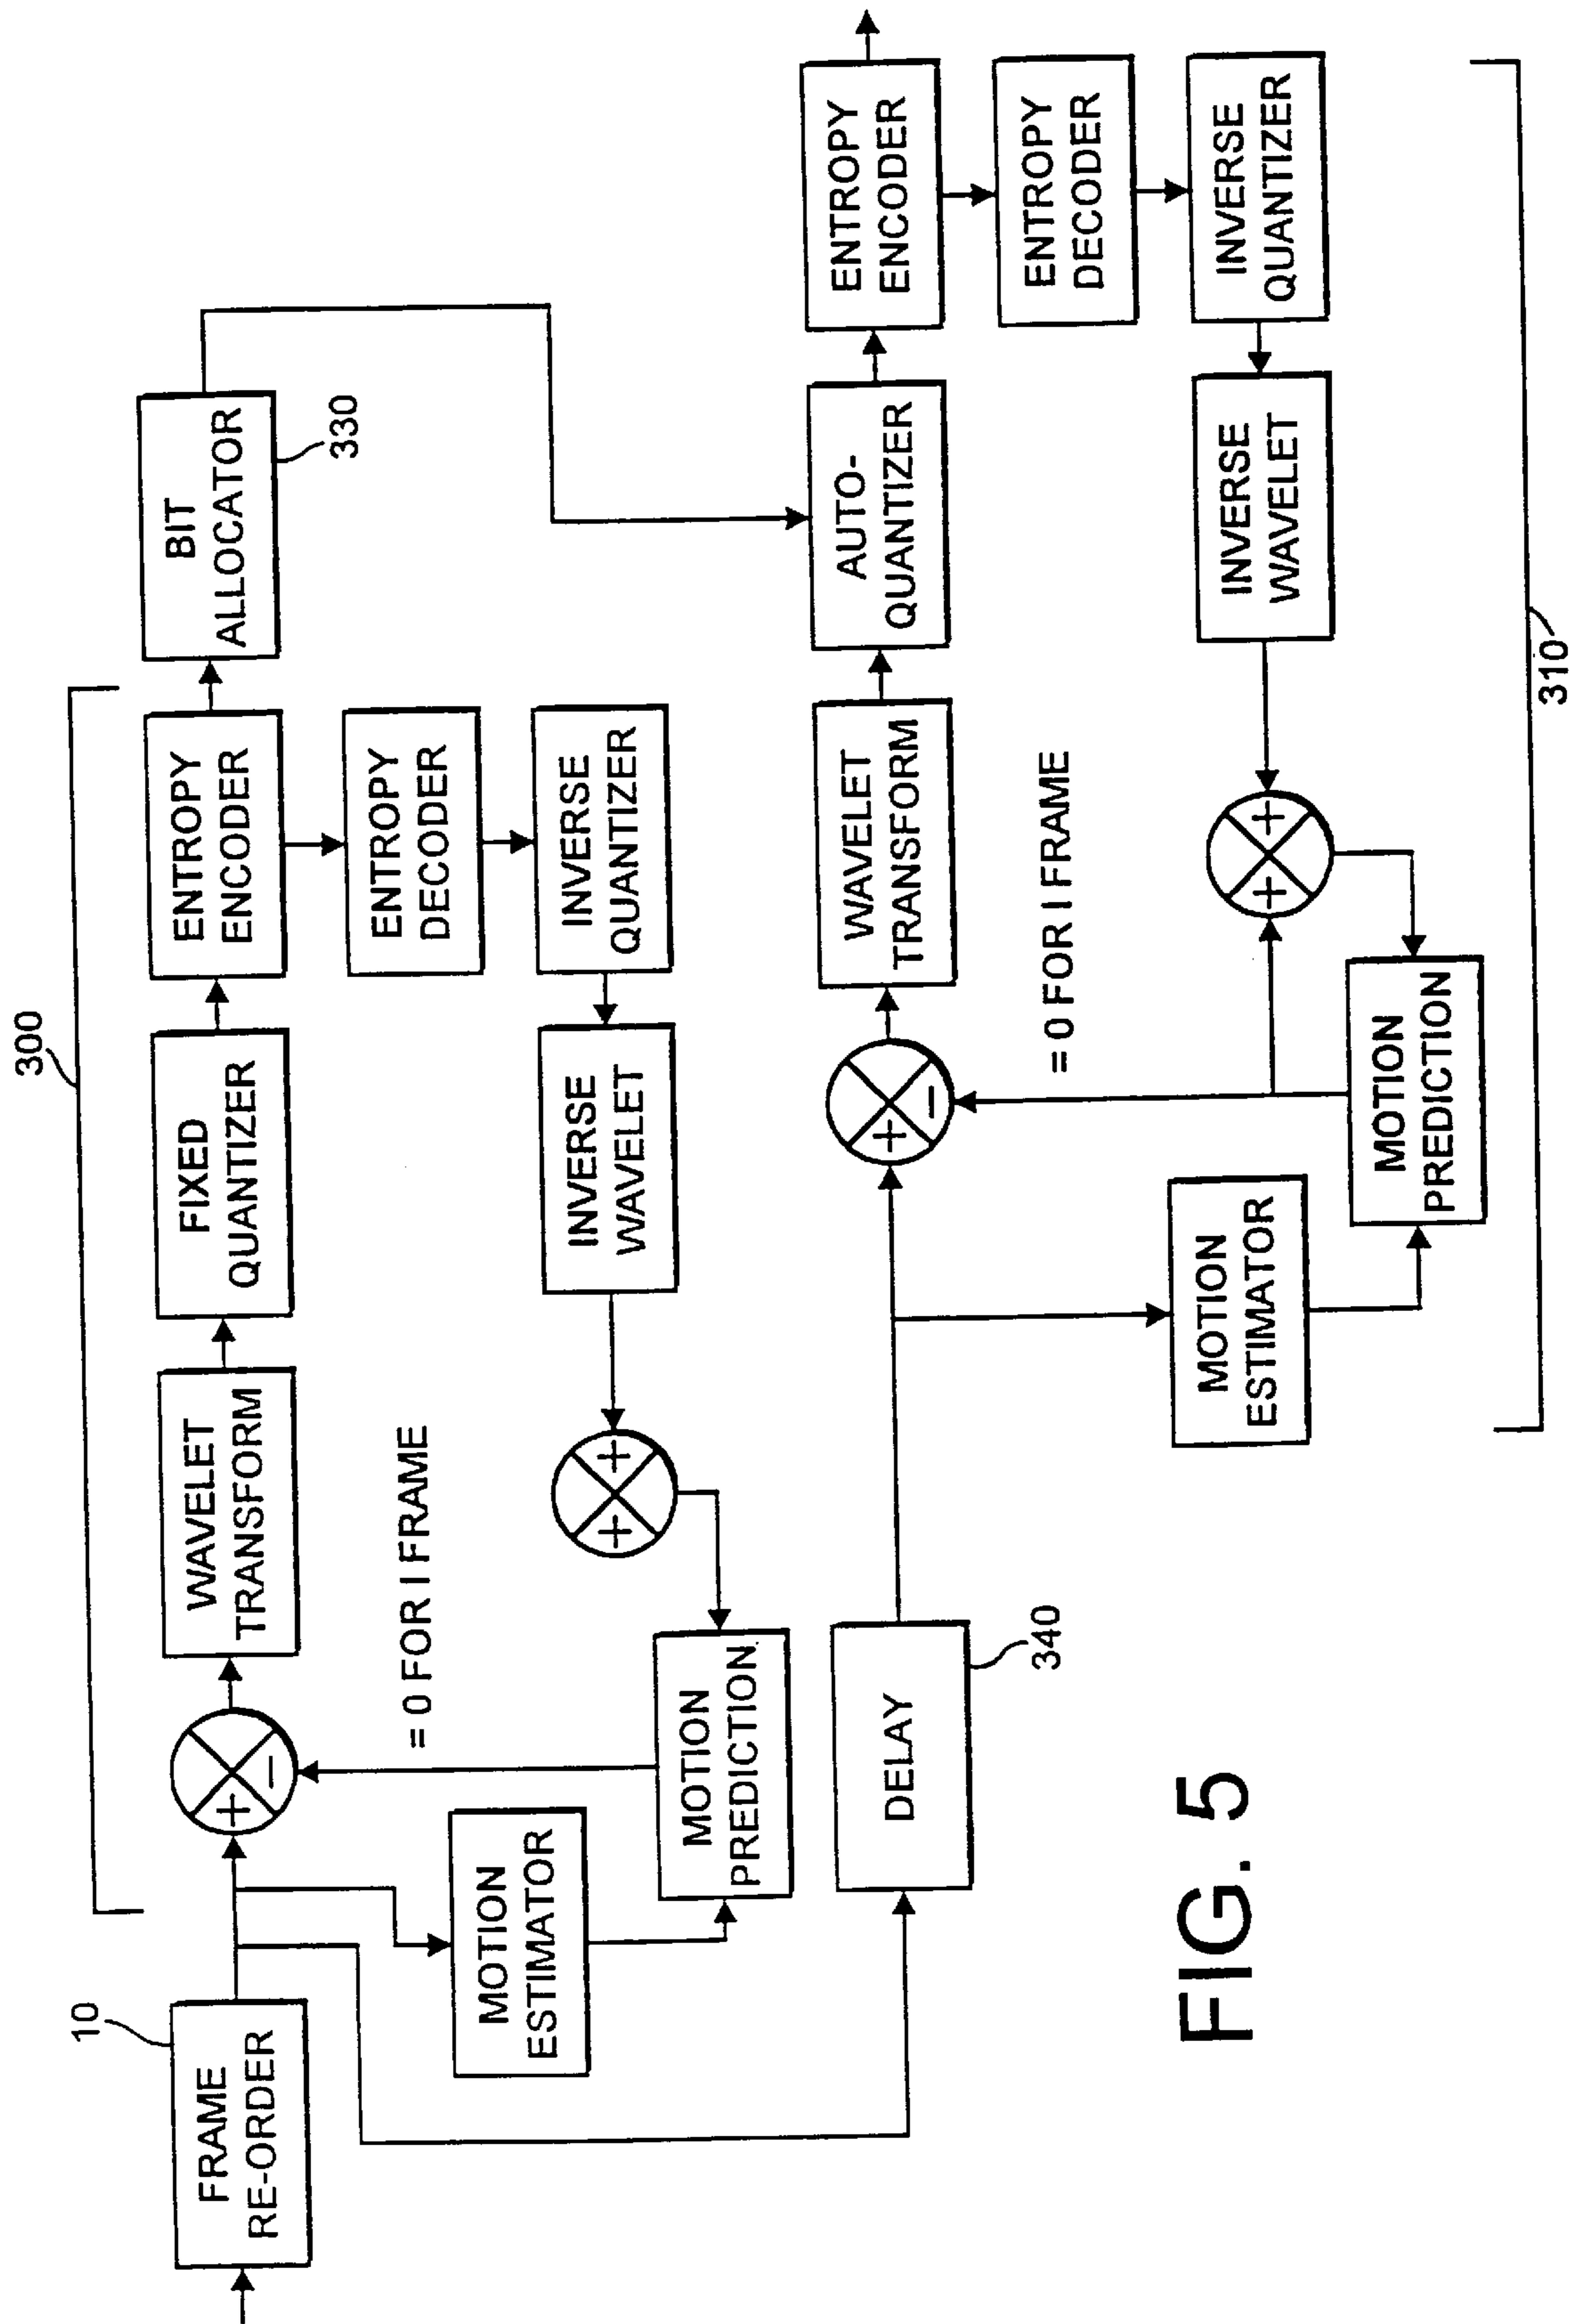 300
10
FRAME
RE-ORDER
+
−
WAVELET
TRANSFORM
FIXED
QUANTIZER
ENTROPY
ENCODER
BIT
ALLOCATOR
330
ENTROPY
DECODER
INVERSE
QUANTIZER
INVERSE
WAVELET
+ +
= 0 FOR I FRAME
MOTION
ESTIMATOR
MOTION
PREDICTION
DELAY
340
+
−
WAVELET
TRANSFORM
AUTO-
QUANTIZER
ENTROPY
ENCODER
ENTROPY
DECODER
INVERSE
QUANTIZER
INVERSE
WAVELET
+ +
= 0 FOR I FRAME
MOTION
ESTIMATOR
MOTION
PREDICTION
310
FIG. 5